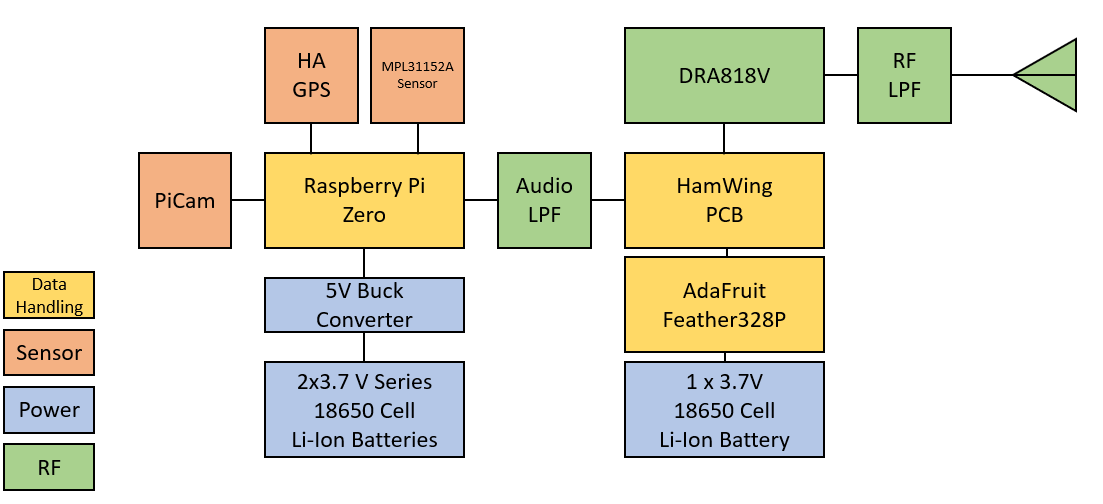 HA
GPS
MPL31152A
Sensor
DRA818V
RF
LPF
PiCam
Raspberry Pi
Zero
Audio
LPF
HamWing
PCB
Data
Handling
5V Buck
Converter
AdaFruit
Feather328P
Sensor
Power
2x3.7 V Series
18650 Cell
Li-Ion Batteries
1 x 3.7V
18650 Cell
Li-Ion Battery
RF